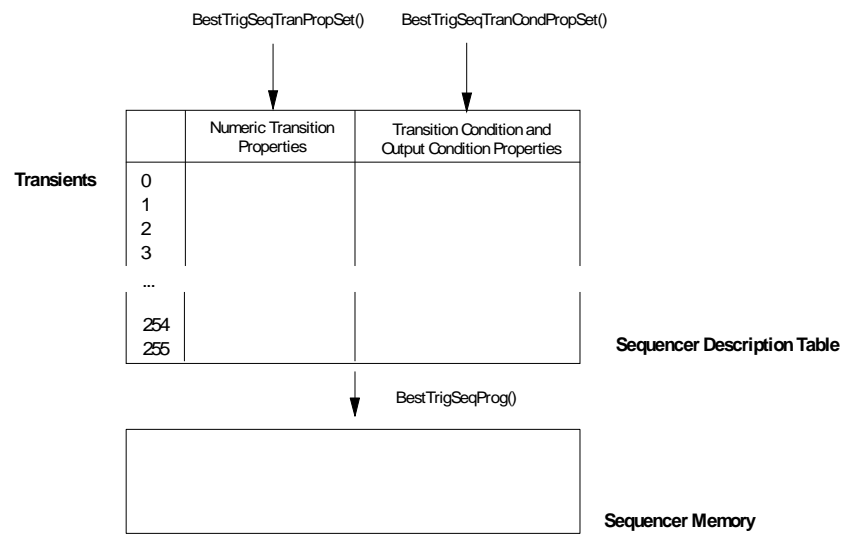 BestTrigSeqTranPropSet() BestTrigSeqTranCondPropSet()
Numeric Transition
Properties
Transition Condition and
Output Condition Properties
Transients
0
1
2
3
...
254
255
Sequencer Description Table
BestTrigSeqProg()
Sequencer Memory